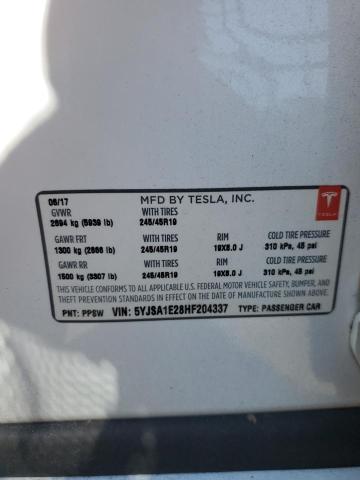 06/17 MFD BY TESLA, INC.
GVWR WITH TIRES
2694 kg (5939 lb) 245/45R19
GAWR FRT WITH TIRES RIM COLD TIRE PRESSURE
1300 kg (2866 lb) 245/45R19 19X8.0 J 310 kPa, 45 psi
GAWR RR WITH TIRES RIM COLD TIRE PRESSURE
1500 kg (3307 lb) 245/45R19 19X8.0 J 310 kPa, 45 psi
THIS VEHICLE CONFORMS TO ALL APPLICABLE U.S. FEDERAL MOTOR VEHICLE SAFETY, BUMPER, AND
THEFT PREVENTION STANDARDS IN EFFECT ON THE DATE OF MANUFACTURE SHOWN ABOVE.
PNT: PPSW VIN: 5YJSA1E28HF204337 TYPE: PASSENGER CAR
TESLA